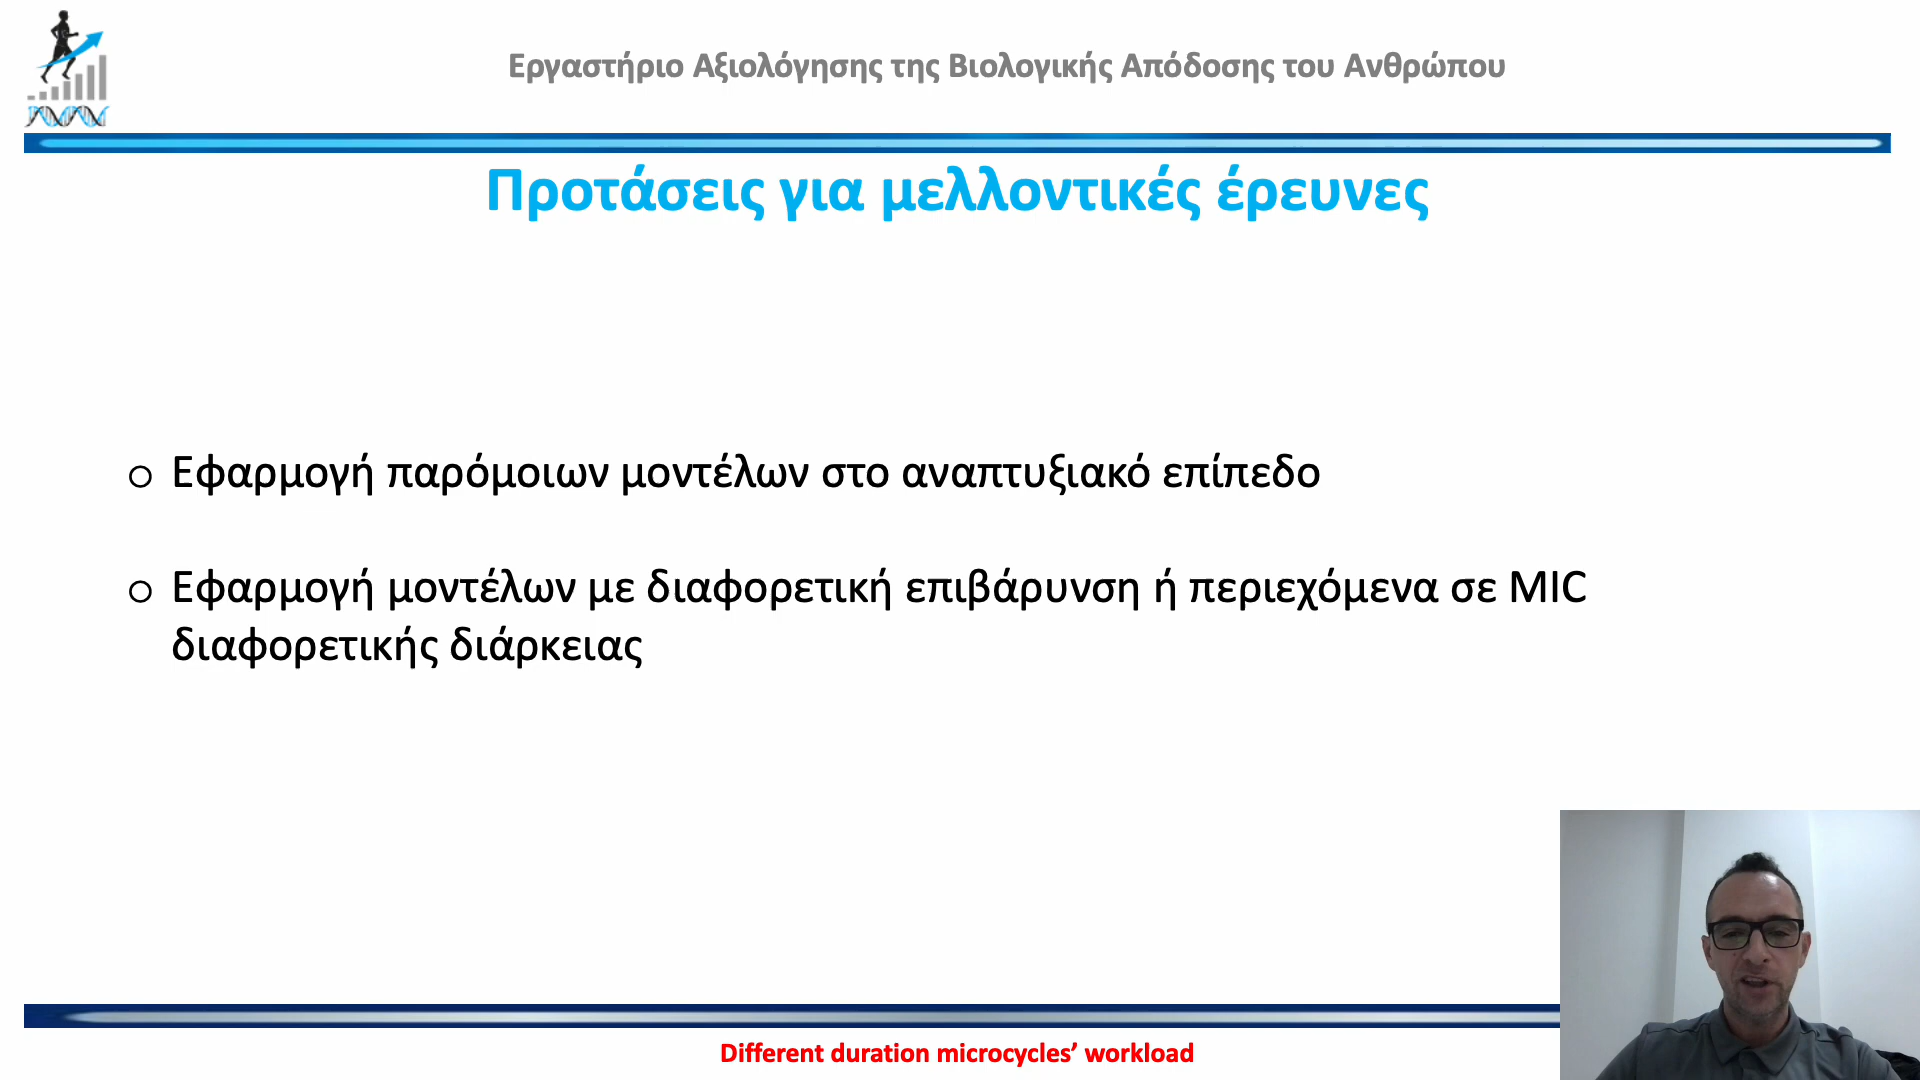 Εργαστήριο Αξιολόγησης της Βιολογικής Απόδοσης του Ανθρώπου
Προτάσεις για μελλοντικές έρευνες
o Εφαρμογή παρόμοιων μοντέλων στο αναπτυξιακό επίπεδο
o Εφαρμογή μοντέλων με διαφορετική επιβάρυνση ή περιεχόμενα σε MIC
διαφορετικής διάρκειας
Different duration microcycles’ workload